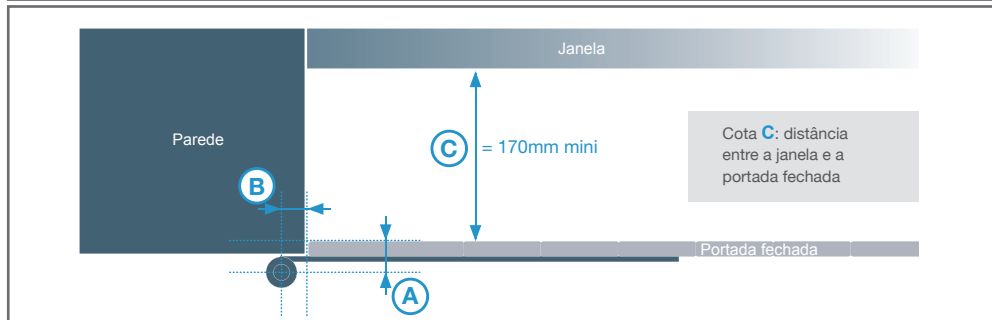 Janela
Parede
C = 170mm mini
Cota C: distância
entre a janela e a
portada fechada
B
Portada fechada
A